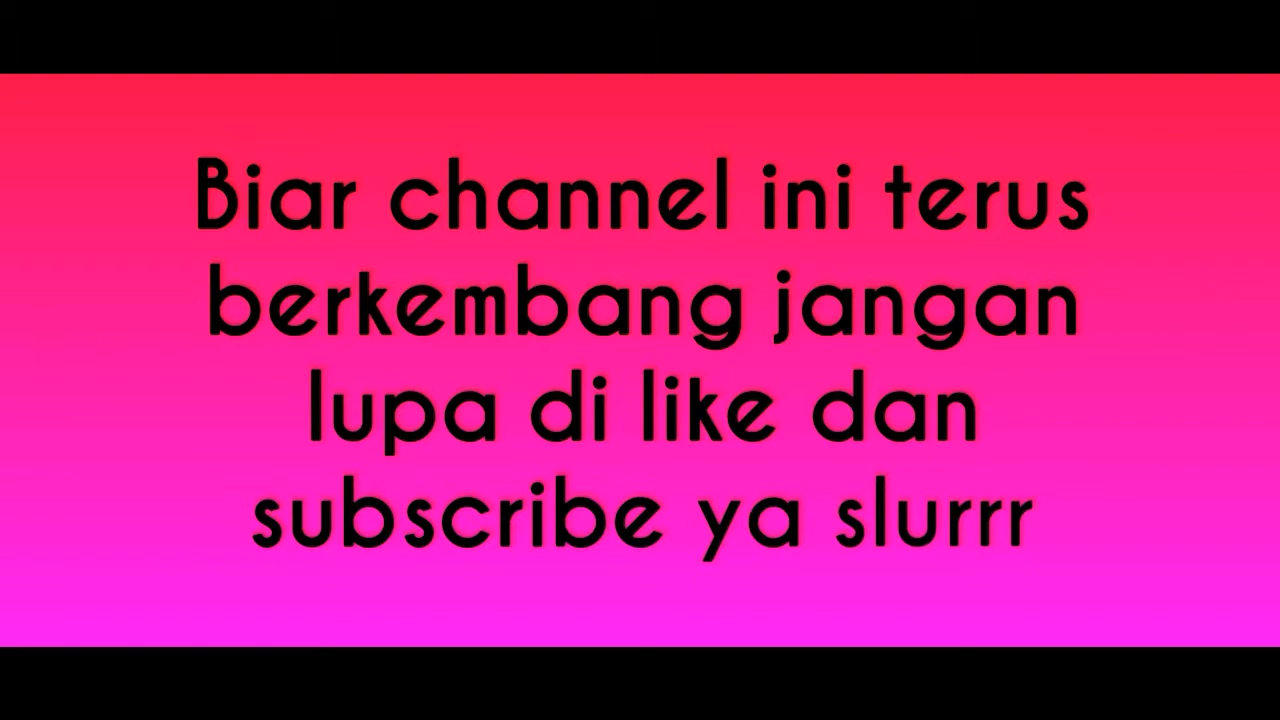 Biar channel ini terus
berkembang jangan
lupa di like dan
subscribe ya slurrr